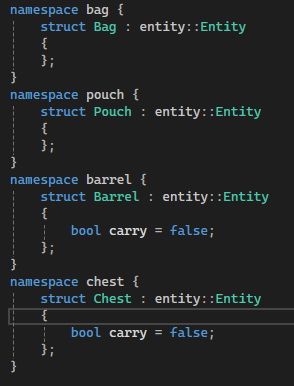 namespace bag {
    struct Bag : entity::Entity
    {
    };
}
namespace pouch {
    struct Pouch : entity::Entity
    {
    };
}
namespace barrel {
    struct Barrel : entity::Entity
    {
        bool carry = false;
    };
}
namespace chest {
    struct Chest : entity::Entity
    {
        bool carry = false;
    };
}